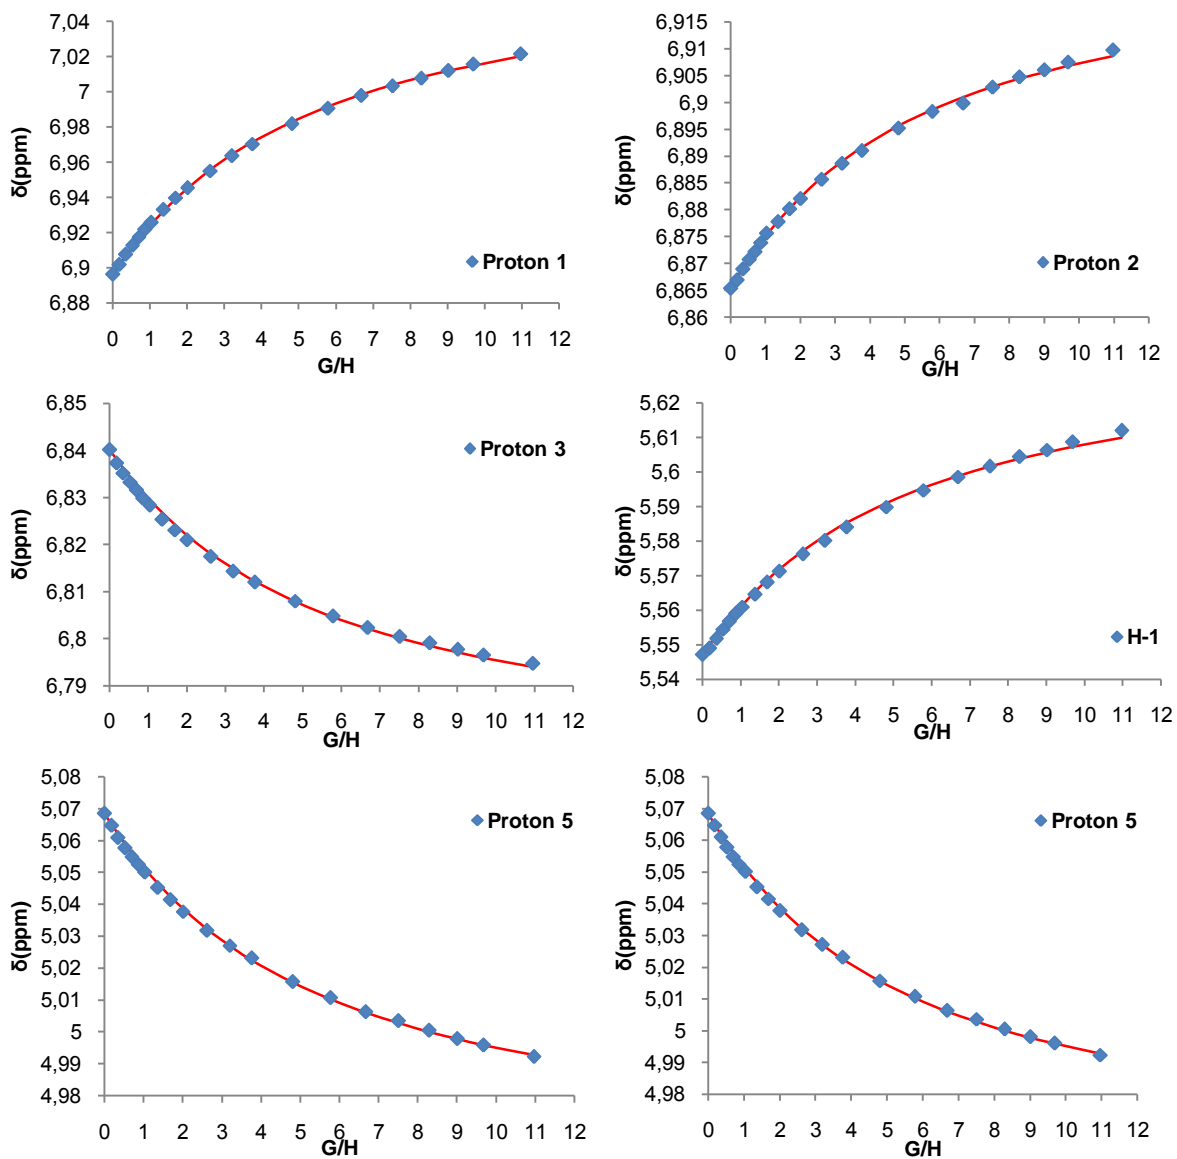 7,04
7,02
7
6,98
6,96
6,94
6,92
6,9
6,88
δ(ppm)
Proton 1
0 1 2 3 4 5 6 7 8 9 10 11 12
G/H
6,915
6,91
6,905
6,9
6,895
6,89
6,885
6,88
6,875
6,87
6,865
6,86
δ(ppm)
Proton 2
0 1 2 3 4 5 6 7 8 9 10 11 12
G/H
6,85
6,84
6,83
6,82
6,81
6,8
6,79
δ(ppm)
Proton 3
0 1 2 3 4 5 6 7 8 9 10 11 12
G/H
5,62
5,61
5,6
5,59
5,58
5,57
5,56
5,55
5,54
δ(ppm)
H-1
0 1 2 3 4 5 6 7 8 9 10 11 12
G/H
5,08
5,07
5,06
5,05
5,04
5,03
5,02
5,01
5
4,99
4,98
δ(ppm)
Proton 5
0 1 2 3 4 5 6 7 8 9 10 11 12
G/H
5,08
5,07
5,06
5,05
5,04
5,03
5,02
5,01
5
4,99
4,98
δ(ppm)
Proton 5
0 1 2 3 4 5 6 7 8 9 10 11 12
G/H